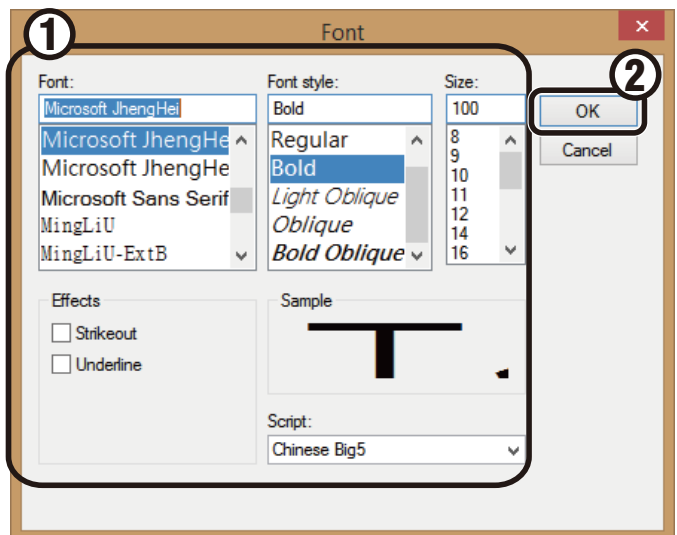 1
Font
2
Font:
Font style:
Size:
Microsoft JhengHei
Bold
100
OK
Cancel
Microsoft JhengHe
Microsoft JhengHe
Microsoft Sans Serif
MingLiU
MingLiU-ExtB
Regular
Bold
Light Oblique
Oblique
Bold Oblique
8
9
10
11
12
14
16
Effects
Strikeout
Underline
Sample
Script:
Chinese Big5